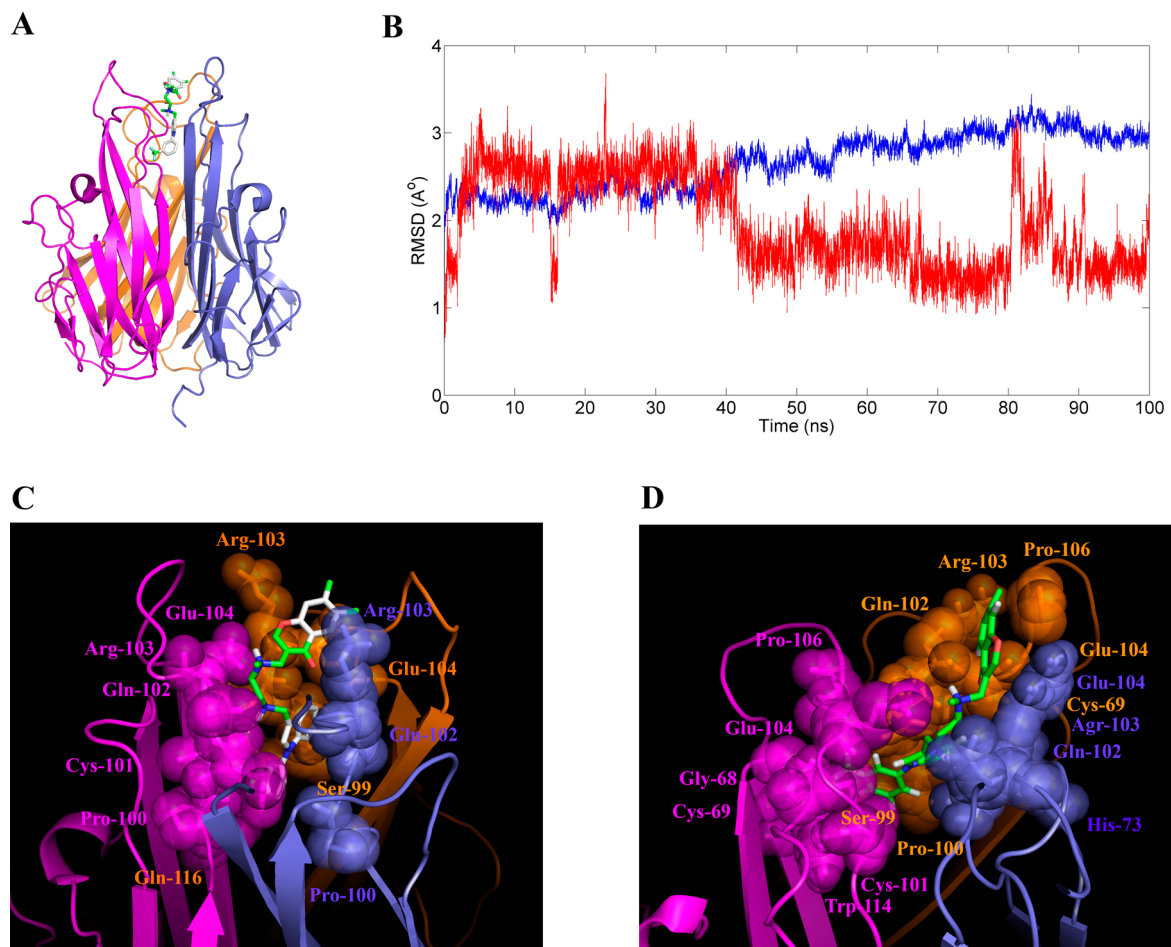 A
B
4
3
2
1
0
RMSD (A°)
0 10 20 30 40 50 60 70 80 90 100
Time (ns)
C
Arg-103
Glu-104
Arg-103
Arg-103
Gln-102
Glu-104
Gln-102
Cys-101
Ser-99
Pro-100
Gln-116
Pro-100
D
Pro-106
Arg-103
Gln-102
Pro-106
Glu-104
Glu-104
Cys-69
Glu-104
Agr-103
Gln-102
Gly-68
Cys-69
Ser-99
His-73
Pro-100
Cys-101
Trp-114